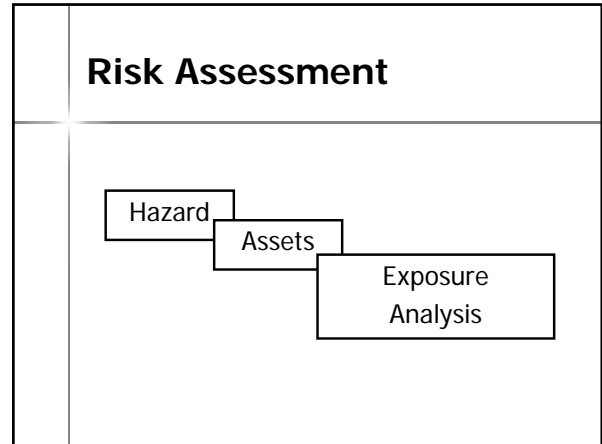 Risk Assessment
Hazard
Assets
Exposure
Analysis